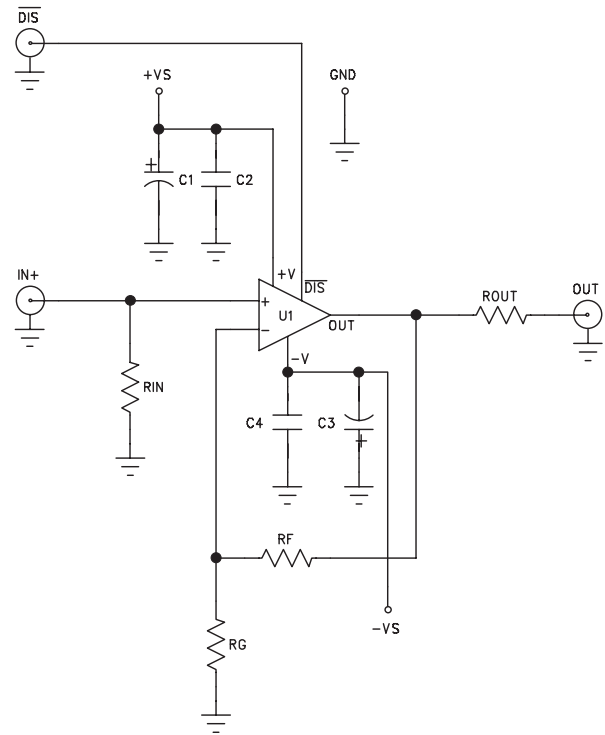 DIS
+VS
GND
+
C1
C2
IN+
+V
DIS
+
U1
−
OUT
ROUT
OUT
−V
RIN
C4
C3
+
RF
−VS
RG